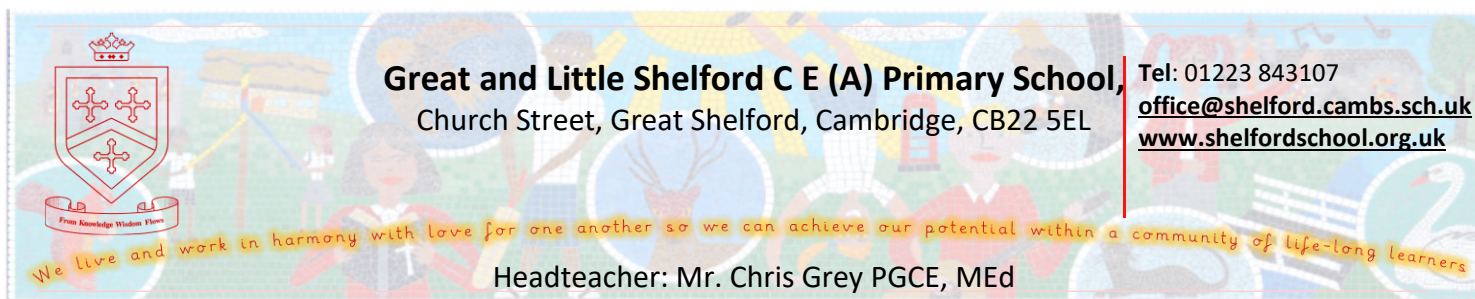 Great and Little Shelford C E (A) Primary School,
Church Street, Great Shelford, Cambridge, CB22 5EL
Tel: 01223 843107
office@shelford.cambs.sch.uk
www.shelfordschool.org.uk
From Knowledge Wisdom Flows
We live and work in harmony with love for one another so we can achieve our potential within a community of life-long learners
Headteacher: Mr. Chris Grey PGCE, MEd